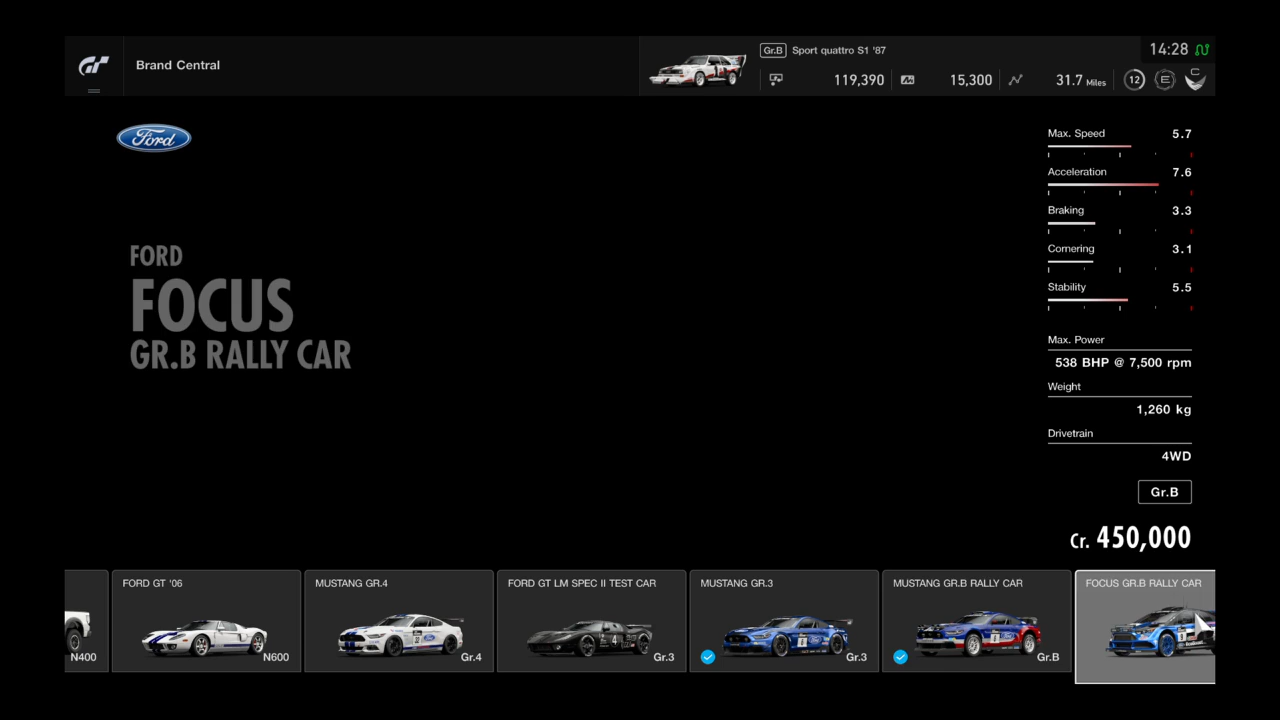 GT
Brand Central
Gr.B Sport quattro S1 '87
119,390 15,300 31.7 Miles 12 E C
14:28
Ford
FORD
FOCUS
GR.B RALLY CAR
Max. Speed 5.7
Acceleration 7.6
Braking 3.3
Cornering 3.1
Stability 5.5
Max. Power
538 BHP @ 7,500 rpm
Weight
1,260 kg
Drivetrain
4WD
Gr.B
Cr. 450,000
N400
FORD GT '06
N600
MUSTANG GR.4
Gr.4
FORD GT LM SPEC II TEST CAR
Gr.3
MUSTANG GR.3
Gr.3
MUSTANG GR.B RALLY CAR
Gr.B
FOCUS GR.B RALLY CAR